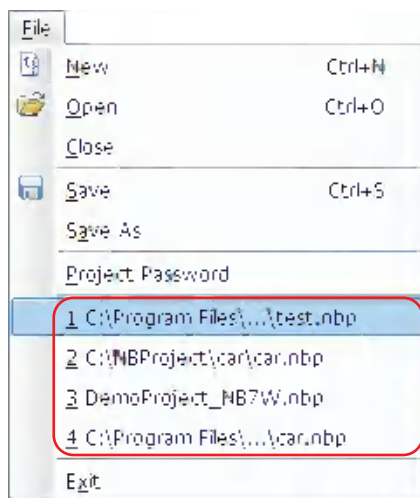 File
New Ctrl+N
Open Ctrl+O
Close
Save Ctrl+S
Save As
Project Password
1 C:\Program Files\...\test.nbp
2 C:\NBProject\car\car.nbp
3 DemoProject_NB7W.nbp
4 C:\Program Files\...\car.nbp
Exit